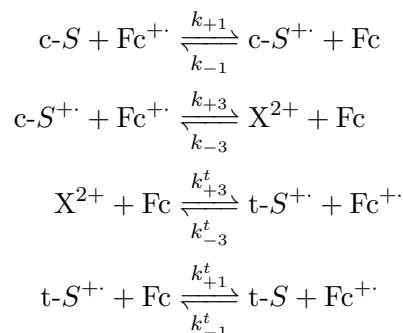 c-S + Fc⁺· ⇌ c-S⁺· + Fc (k₊₁, k₋₁)
c-S⁺· + Fc⁺· ⇌ X²⁺ + Fc (k₊₃, k₋₃)
X²⁺ + Fc ⇌ t-S⁺· + Fc⁺· (kᵗ₊₃, kᵗ₋₃)
t-S⁺· + Fc ⇌ t-S + Fc⁺· (kᵗ₊₁, kᵗ₋₁)